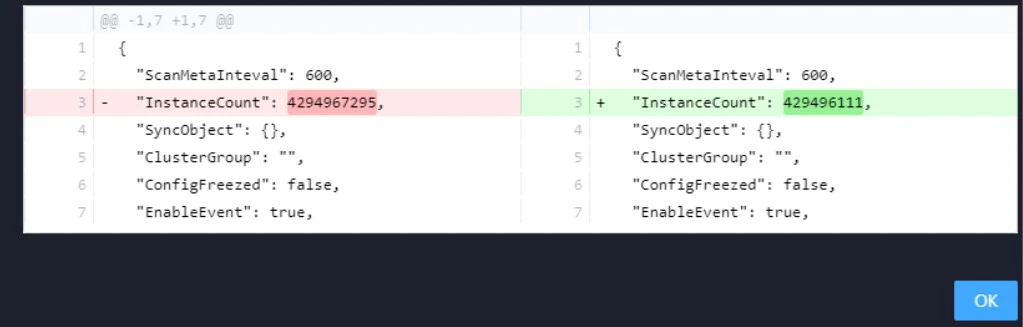 @@ -1,7 +1,7 @@
1 { 1 {
2 "ScanMetaInteval": 600, 2 "ScanMetaInteval": 600,
3 - "InstanceCount": 4294967295, 3 + "InstanceCount": 429496111,
4 "SyncObject": {}, 4 "SyncObject": {},
5 "ClusterGroup": "", 5 "ClusterGroup": "",
6 "ConfigFreezed": false, 6 "ConfigFreezed": false,
7 "EnableEvent": true, 7 "EnableEvent": true,
OK